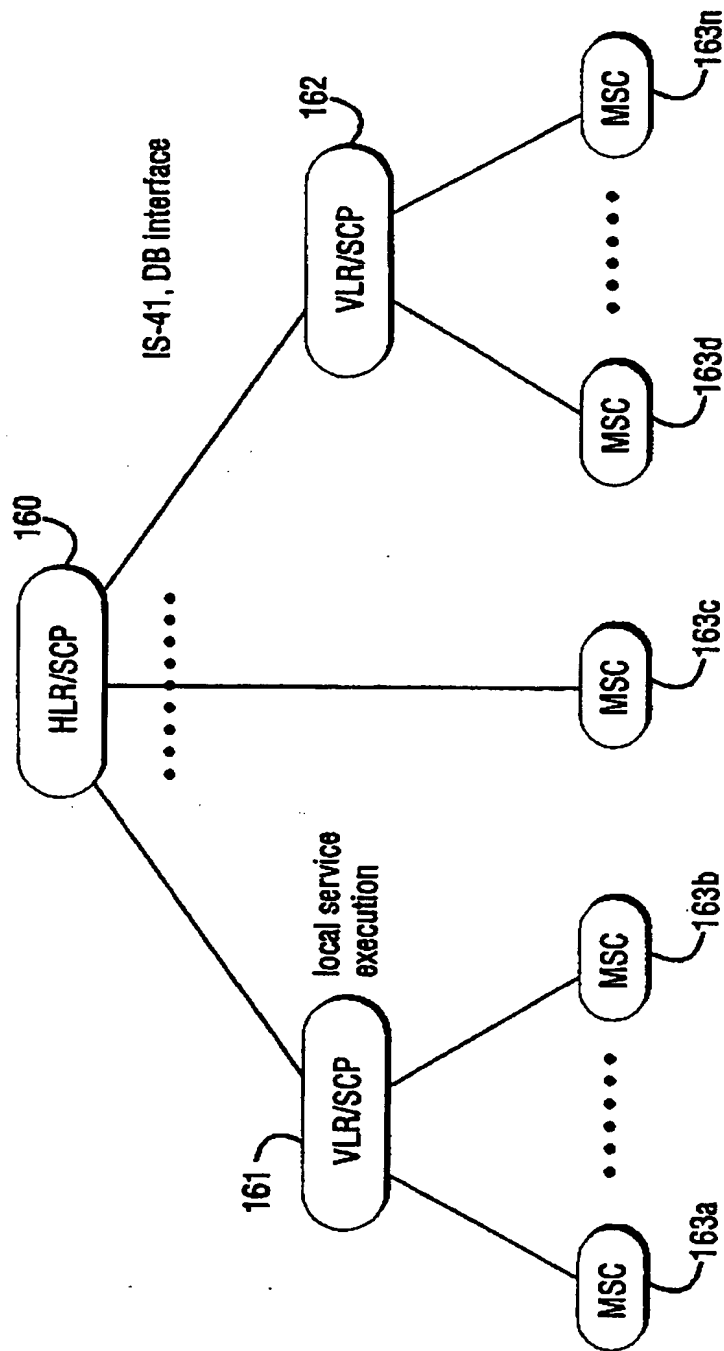 160
HLR/SCP
IS-41, DB interface
162
161
VLR/SCP
local service
execution
VLR/SCP
MSC
MSC
MSC
MSC
MSC
163a
163b
163c
163d
163n